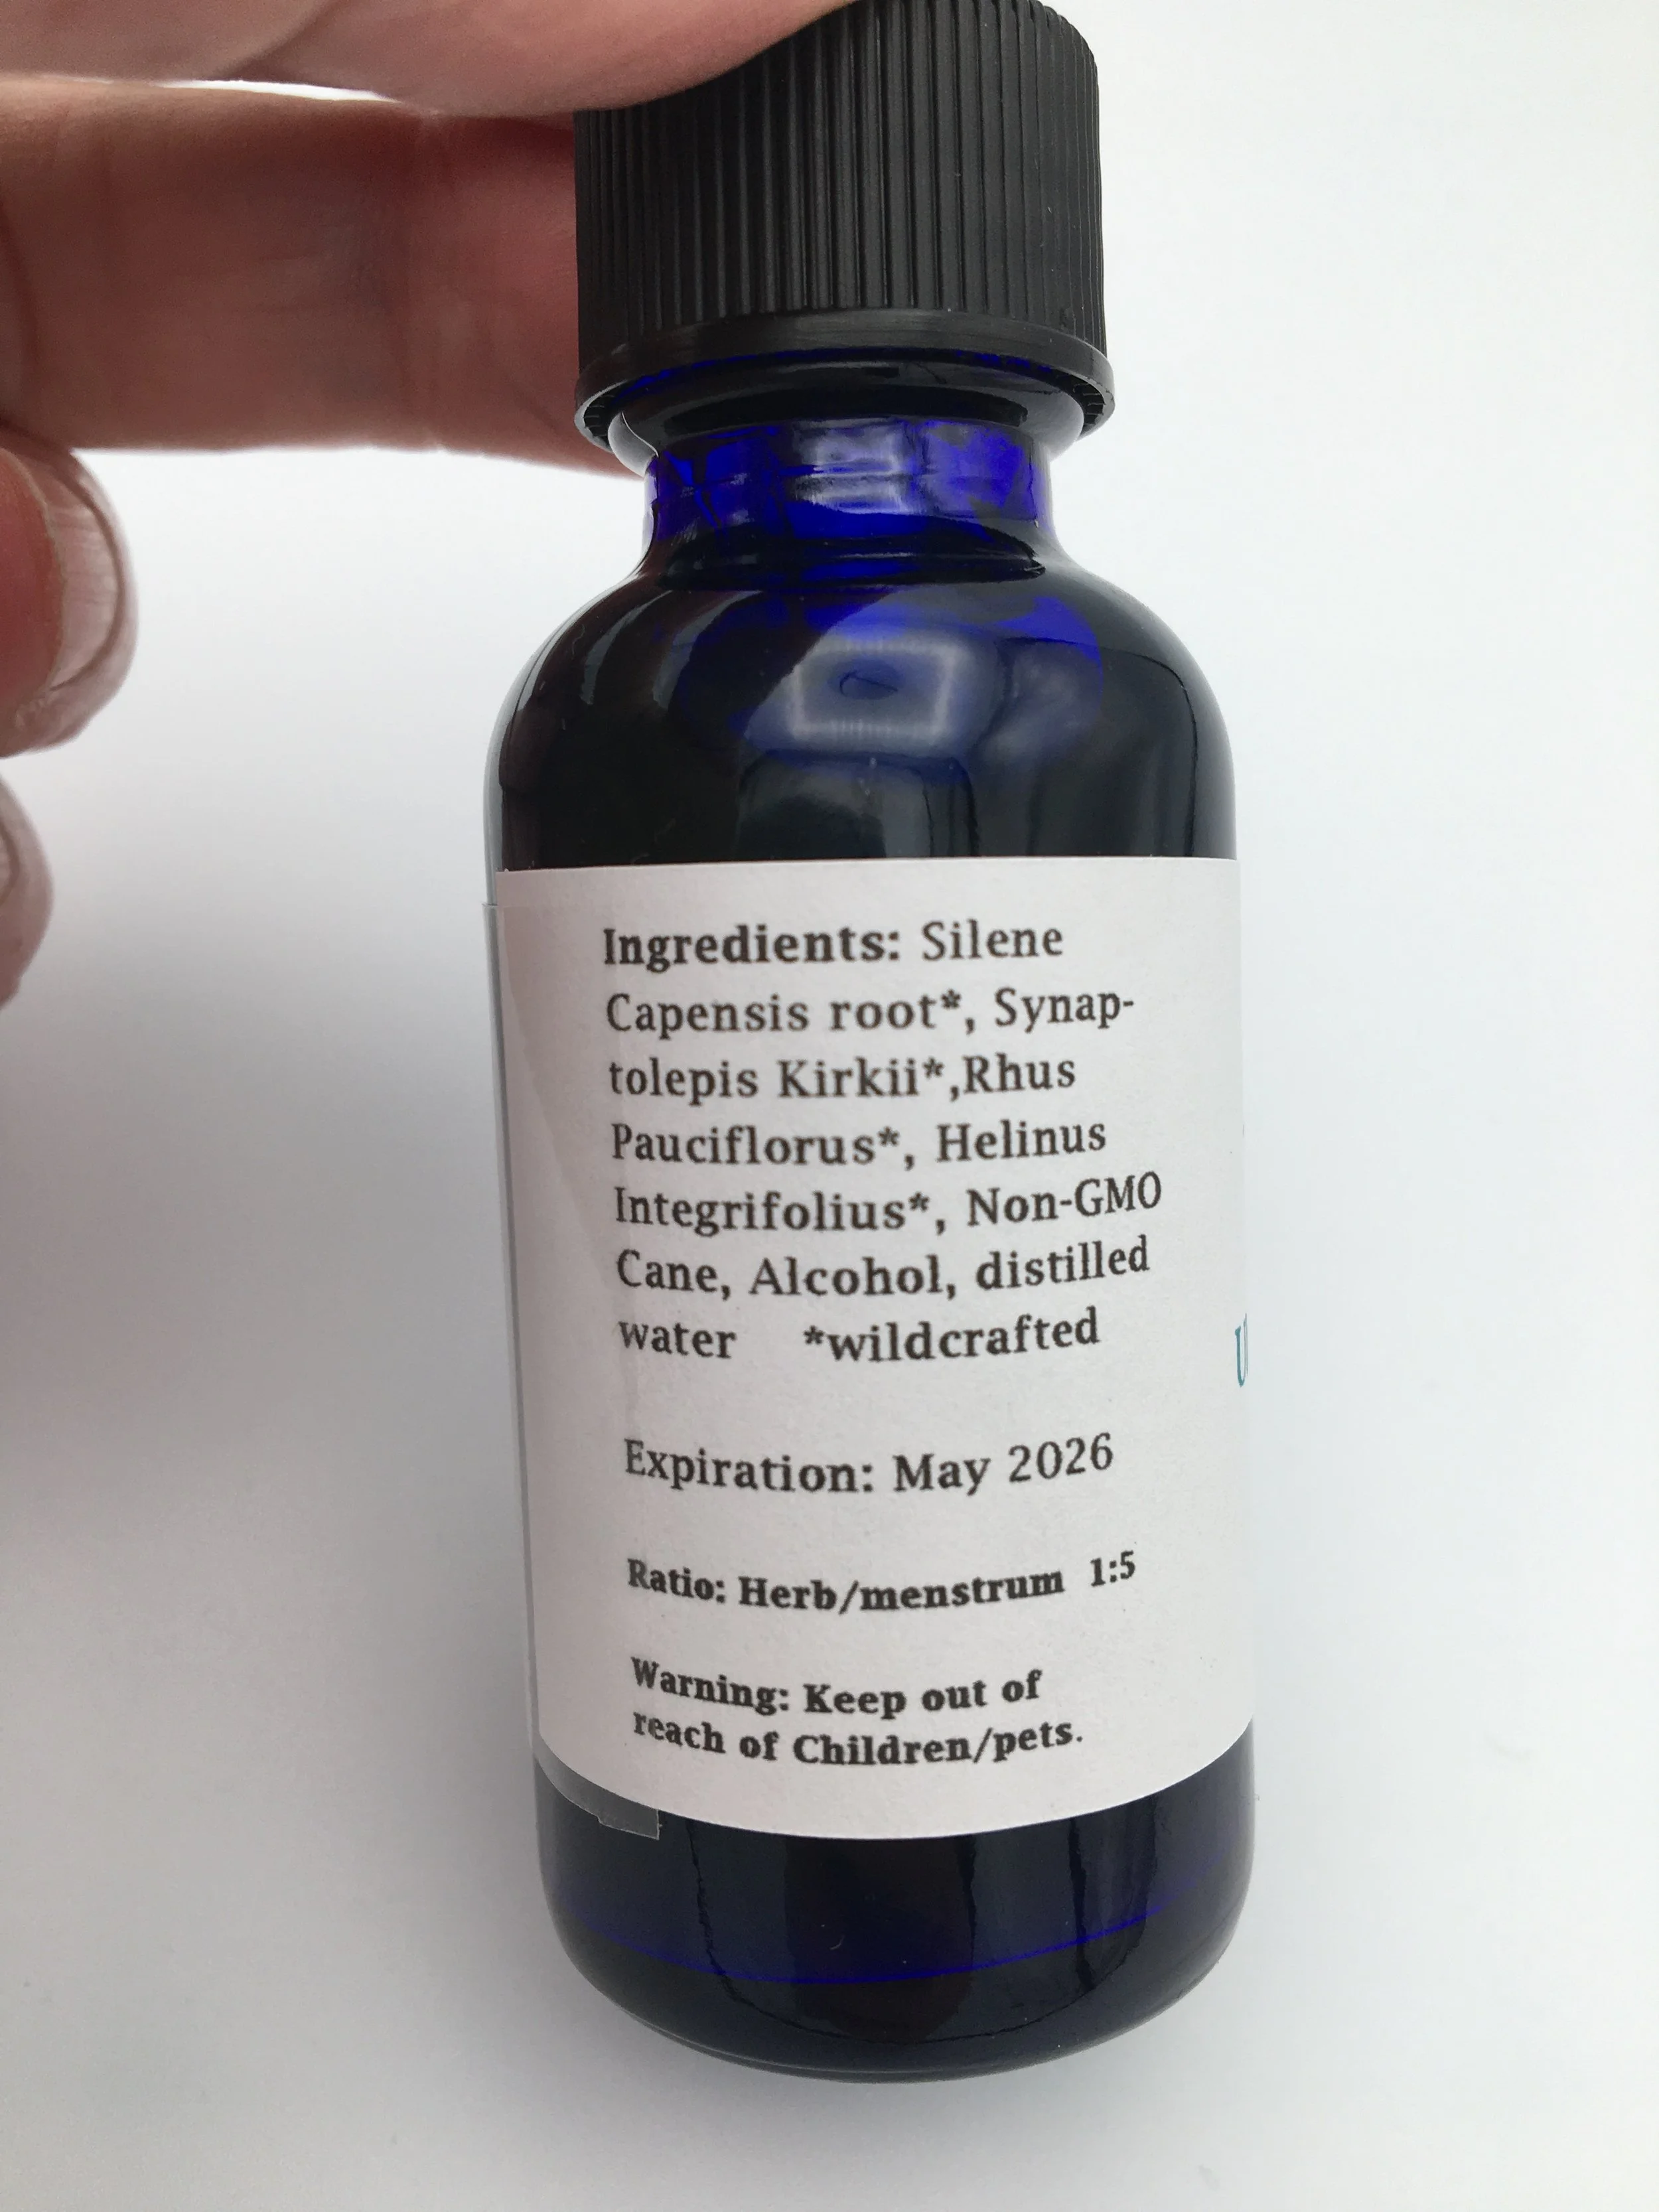 Ingredients: Silene
Capensis root*, Synap-
tolepis Kirkii*,Rhus
Pauciflorus*, Helinus
Integrifolius*, Non-GMO
Cane, Alcohol, distilled
water *wildcrafted
Expiration: May 2026
Ratio: Herb/menstrum 1:5
Warning: Keep out of
reach of Children/pets.